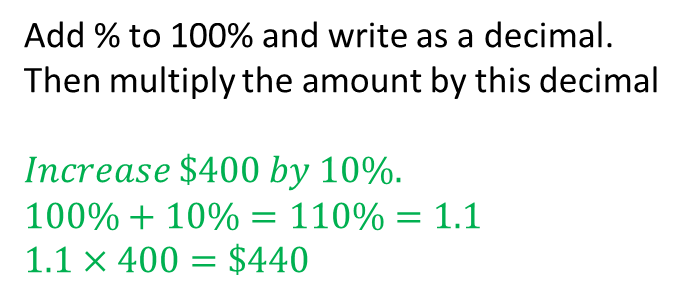 Add % to 100% and write as a decimal.
Then multiply the amount by this decimal
Increase $400 by 10%.
100% + 10% = 110% = 1.1
1.1 × 400 = $440